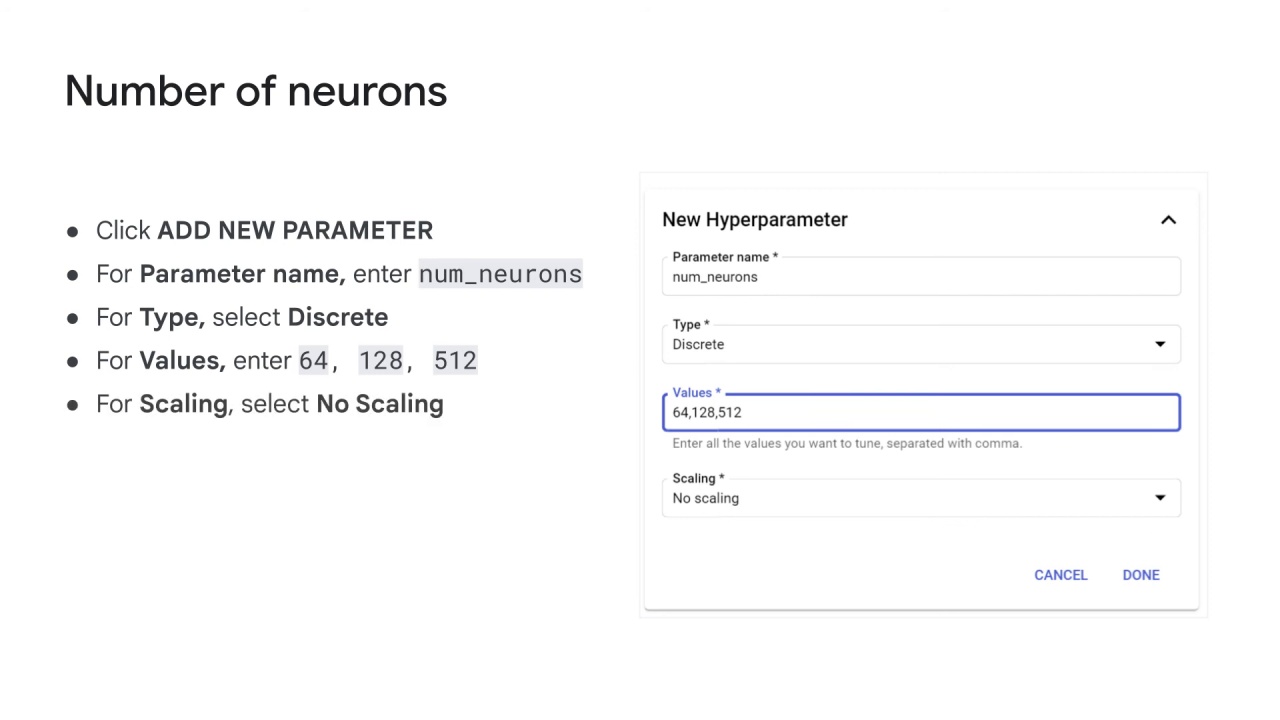 Number of neurons
Click ADD NEW PARAMETER
For Parameter name, enter num_neurons
For Type, select Discrete
For Values, enter 64, 128, 512
For Scaling, select No Scaling
New Hyperparameter
Parameter name *
num_neurons
Type *
Discrete
Values *
64,128,512
Enter all the values you want to tune, separated with comma.
Scaling *
No scaling
CANCEL DONE